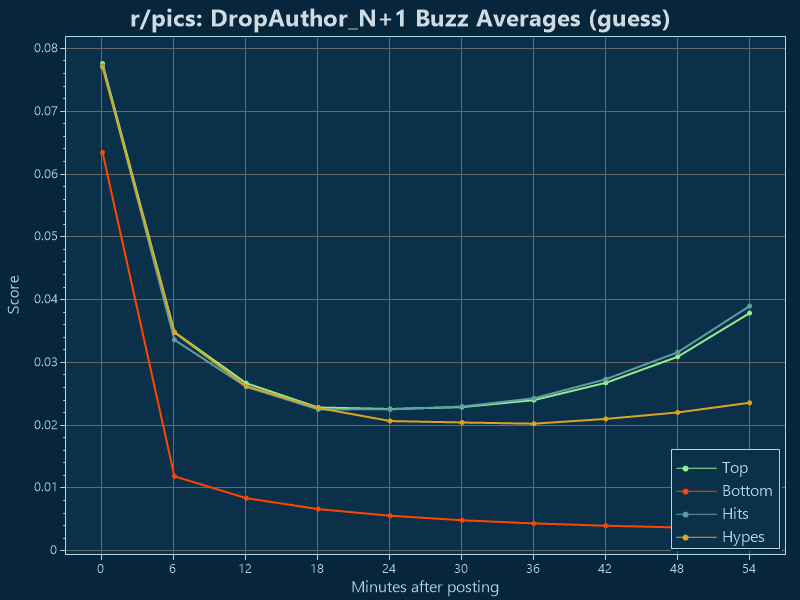 r/pics: DropAuthor_N+1 Buzz Averages (guess)
0.08
0.07
0.06
0.05
0.04
0.03
0.02
0.01
0
Score
Top
Bottom
Hits
Hypes
0 6 12 18 24 30 36 42 48 54
Minutes after posting